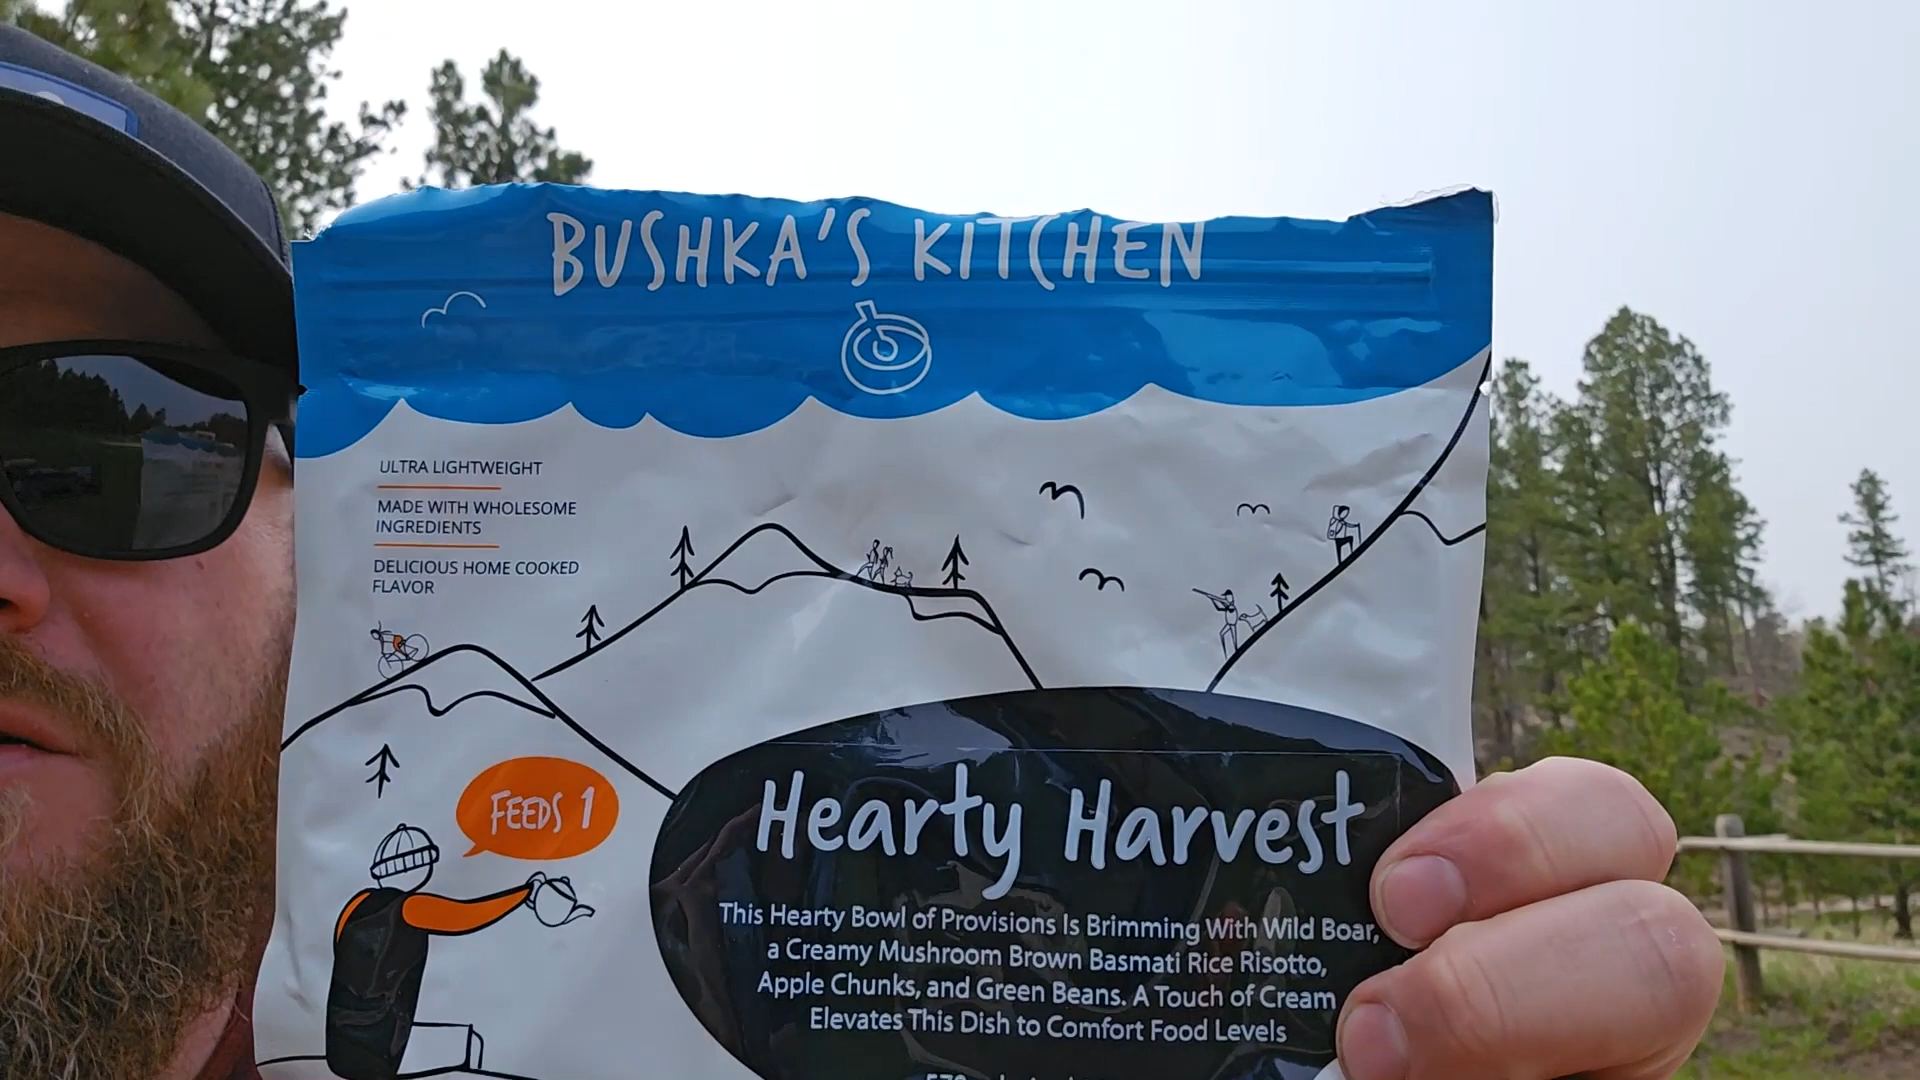 BUSHKA'S KITCHEN
ULTRA LIGHTWEIGHT
MADE WITH WHOLESOME
INGREDIENTS
DELICIOUS HOME COOKED
FLAVOR
FEEDS 1
Hearty Harvest
This Hearty Bowl of Provisions Is Brimming With Wild Boar,
a Creamy Mushroom Brown Basmati Rice Risotto,
Apple Chunks, and Green Beans. A Touch of Cream
Elevates This Dish to Comfort Food Levels